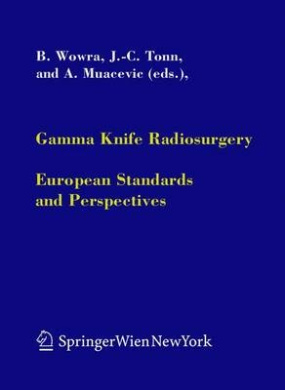 B. Wowra, J.-C. Tonn,
and A. Muacevic (eds.),
Gamma Knife Radiosurgery
European Standards
and Perspectives
SpringerWienNewYork